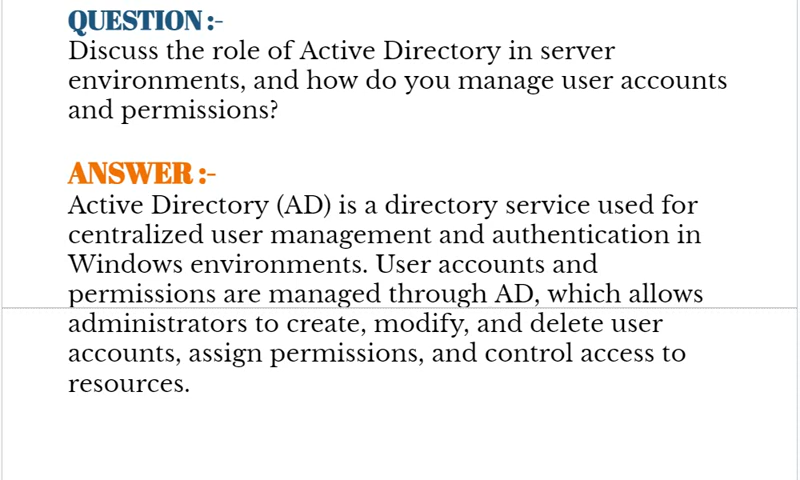 QUESTION :-
Discuss the role of Active Directory in server
environments, and how do you manage user accounts
and permissions?
ANSWER :-
Active Directory (AD) is a directory service used for
centralized user management and authentication in
Windows environments. User accounts and
permissions are managed through AD, which allows
administrators to create, modify, and delete user
accounts, assign permissions, and control access to
resources.